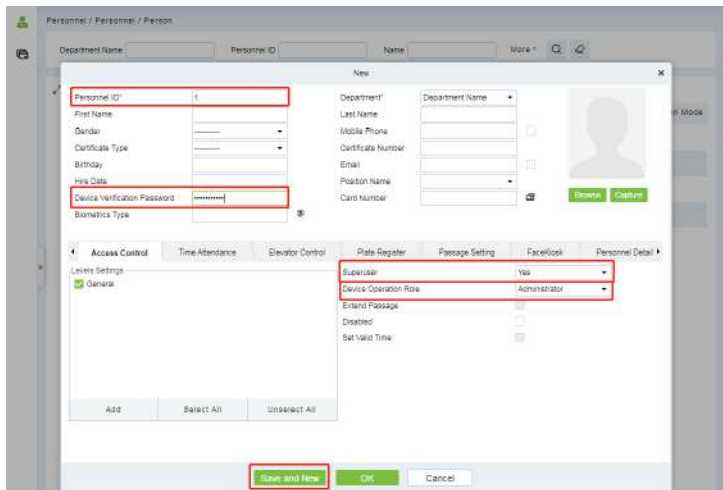 Personnel / Personnel / Person
Department Name Personnel ID Name More
New
Personnel ID* 1 Department* Department Name
First Name Last Name
Gender --------- Mobile Phone
Certificate Type --------- Certificate Number
Birthday Email
Hire Date Position Name
Device Verification Password Card Number Browse Capture
Biometrics Type
Access Control Time Attendance Elevator Control Plate Register Passage Setting FaceKiosk Personnel Detail
Levels Settings Superuser Yes
General Device Operation Role Administrator
Extend Passage
Disabled
Set Valid Time
Add Select All Unselect All
Save and New OK Cancel